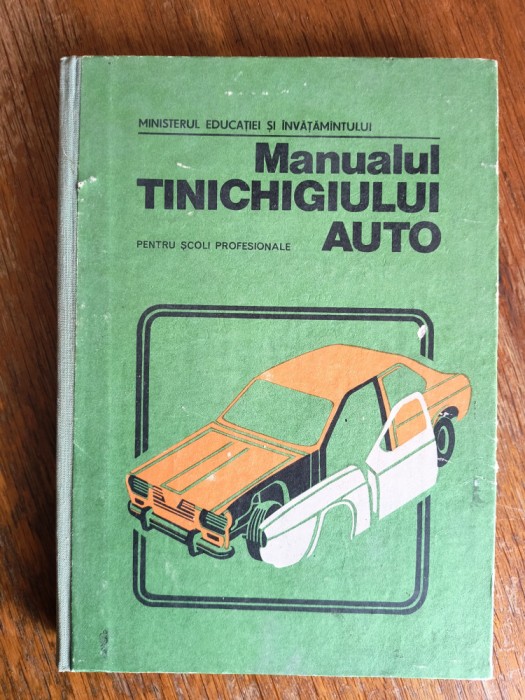 MINISTERUL EDUCAȚIEI ȘI ÎNVĂȚĂMÎNTULUI
Manualul
TINICHIGIULUI
AUTO
PENTRU ȘCOLI PROFESIONALE